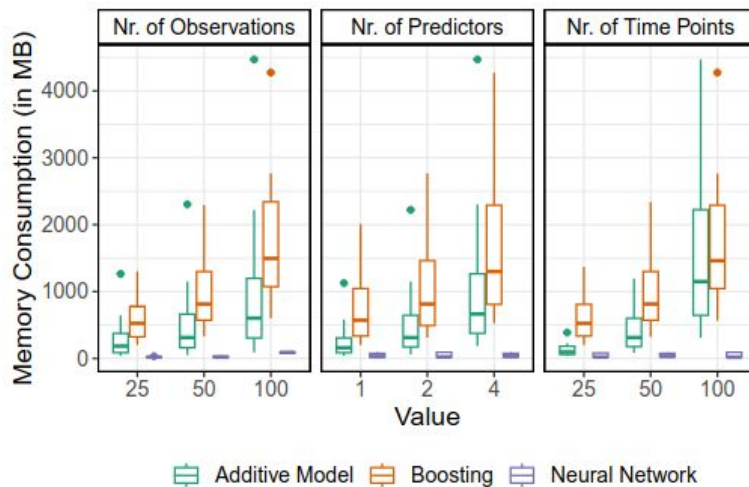 Nr. of Observations Nr. of Predictors Nr. of Time Points
Memory Consumption (in MB)
4000
3000
2000
1000
0
25 50 100 1 2 4 25 50 100
Value
Additive Model Boosting Neural Network